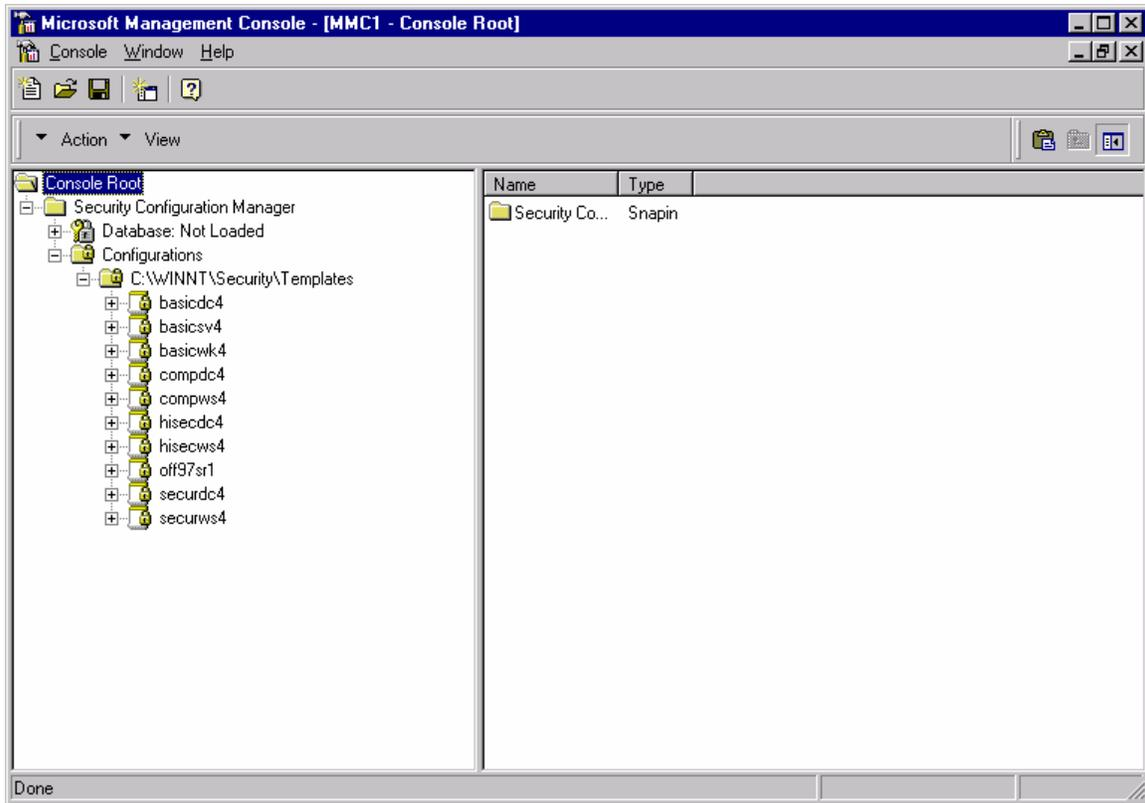 Microsoft Management Console - [MMC1 - Console Root]
Console Window Help
Action View
Console Root
Security Configuration Manager
Database: Not Loaded
Configurations
C:\WINNT\Security\Templates
basicdc4
basicsv4
basicwk4
compdc4
compws4
hisecdc4
hisecws4
off97sr1
securdc4
securws4
Name Type
Security Co... Snapin
Done